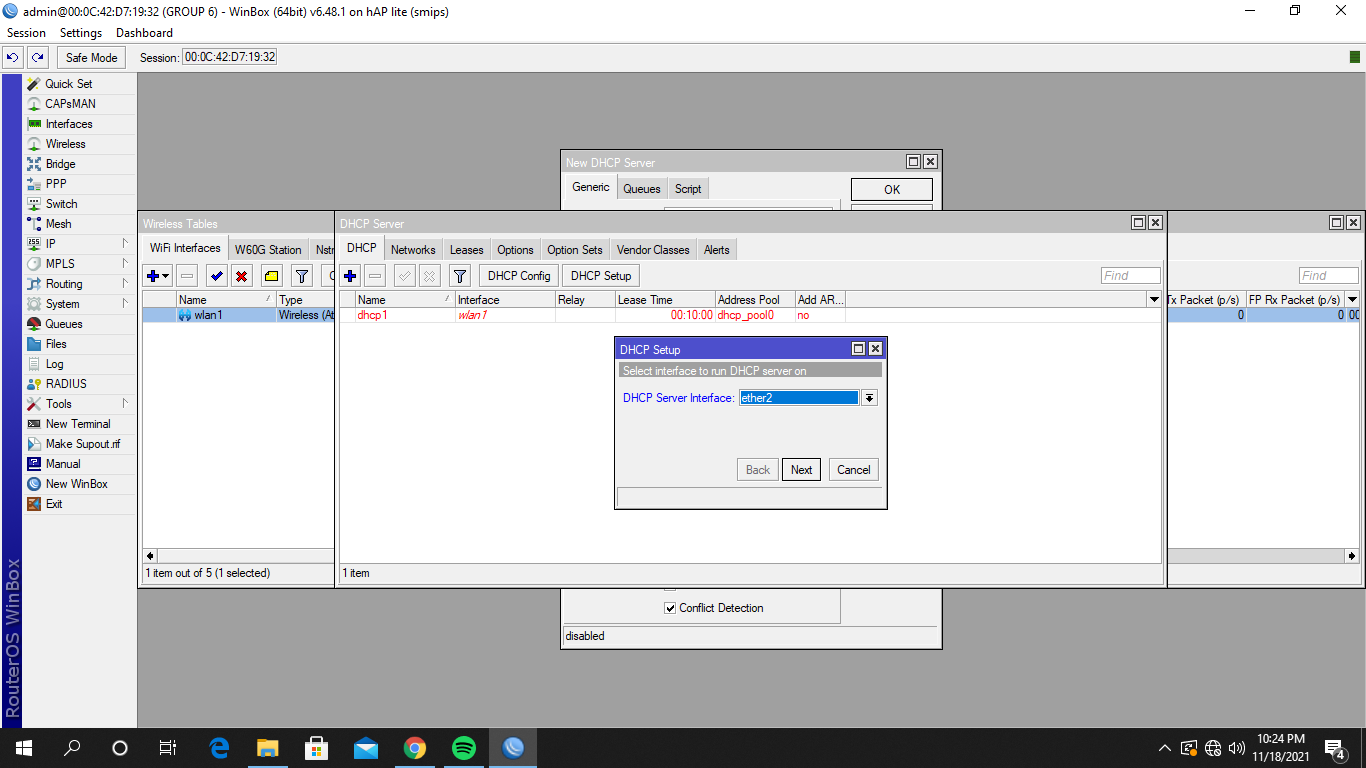 admin@00:0C:42:D7:19:32 (GROUP 6) - WinBox (64bit) v6.48.1 on hAP lite (smips)
Session Settings Dashboard
Safe Mode Session: 00:0C:42:D7:19:32
Quick Set
CAPsMAN
Interfaces
Wireless
Bridge
PPP
Switch
Mesh
IP
MPLS
Routing
System
Queues
Files
Log
RADIUS
Tools
New Terminal
Make Supout.rif
Manual
New WinBox
Exit
RouterOS WinBox
New DHCP Server
Generic Queues Script OK
Wireless Tables
WiFi Interfaces W60G Station Nstr
Name Type
wlan1 Wireless (At
1 item out of 5 (1 selected)
DHCP Server
DHCP Networks Leases Options Option Sets Vendor Classes Alerts
DHCP Config DHCP Setup Find
Name Interface Relay Lease Time Address Pool Add AR...
dhcp1 wlan1 00:10:00 dhcp_pool0 no
1 item
DHCP Setup
Select interface to run DHCP server on
DHCP Server Interface: ether2
Back Next Cancel
Find
Tx Packet (p/s) FP Rx Packet (p/s)
0 0 00
Conflict Detection
disabled
10:24 PM
11/18/2021
4